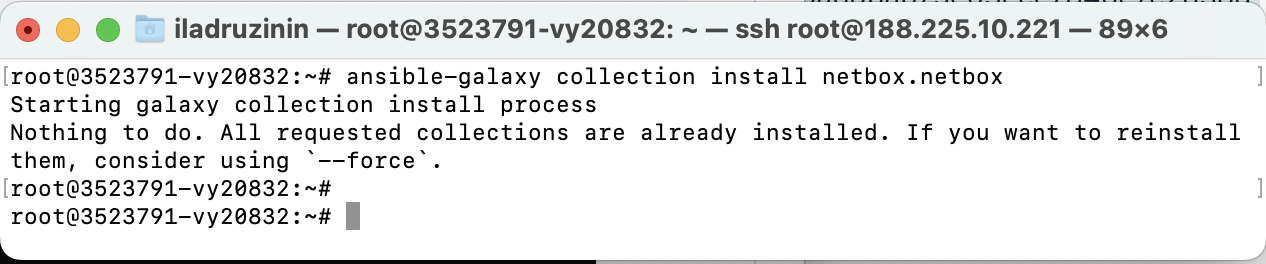 iladruzinin — root@3523791-vy20832: ~ — ssh root@188.225.10.221 — 89×6
[root@3523791-vy20832:~# ansible-galaxy collection install netbox.netbox ]
Starting galaxy collection install process
Nothing to do. All requested collections are already installed. If you want to reinstall
them, consider using `--force`.
[root@3523791-vy20832:~# ]
root@3523791-vy20832:~#